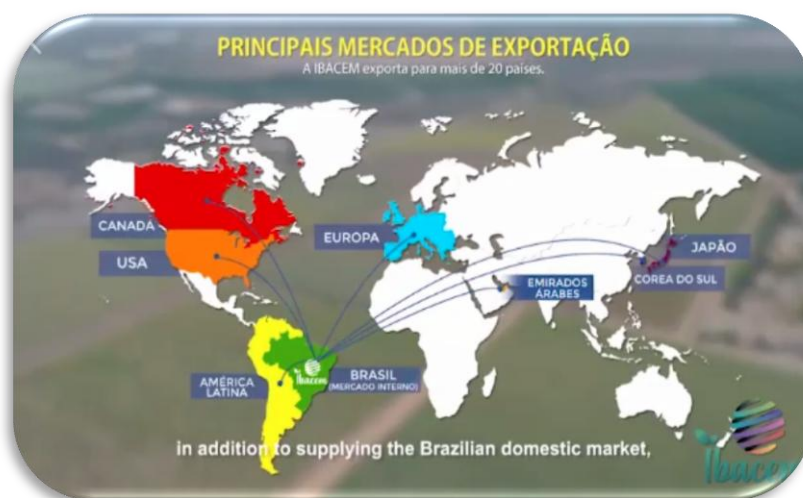 PRINCIPAIS MERCADOS DE EXPORTAÇÃO
A IBACEM exporta para mais de 20 países.
CANADA
USA
EUROPA
JAPÃO
COREA DO SUL
EMIRADOS
ÁRABES
AMÉRICA
LATINA
Ibacem
BRASIL
(MERCADO INTERNO)
in addition to supplying the Brazilian domestic market,
Ibacem